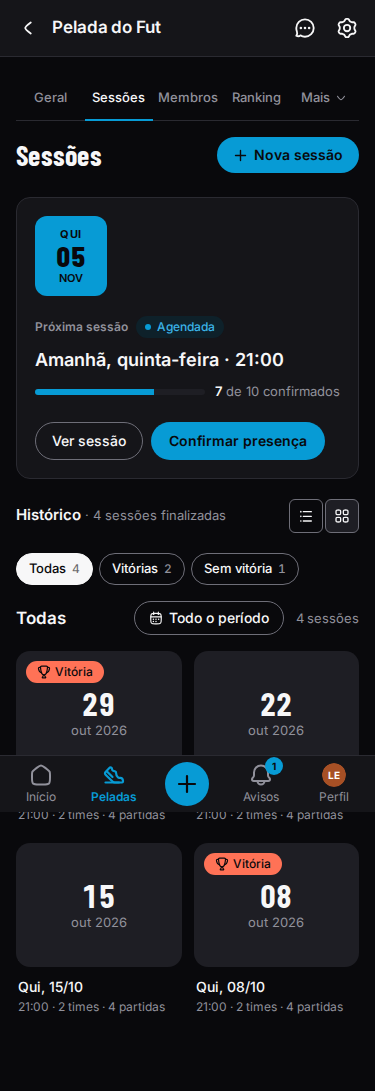 Pelada do Fut
Geral
Sessões
Membros
Ranking
Mais
Sessões
Nova sessão
QUI
05
NOV
Próxima sessão
Agendada
Amanhã, quinta-feira · 21:00
7 de 10 confirmados
Ver sessão
Confirmar presença
Histórico · 4 sessões finalizadas
Todas 4
Vitórias 2
Sem vitória 1
Todas
Todo o período
4 sessões
Vitória
29
out 2026
22
out 2026
Início
Peladas
1
Avisos
LE
Perfil
21:00 · 2 times · 4 partidas
21:00 · 2 times · 4 partidas
15
out 2026
Vitória
08
out 2026
Qui, 15/10
21:00 · 2 times · 4 partidas
Qui, 08/10
21:00 · 2 times · 4 partidas